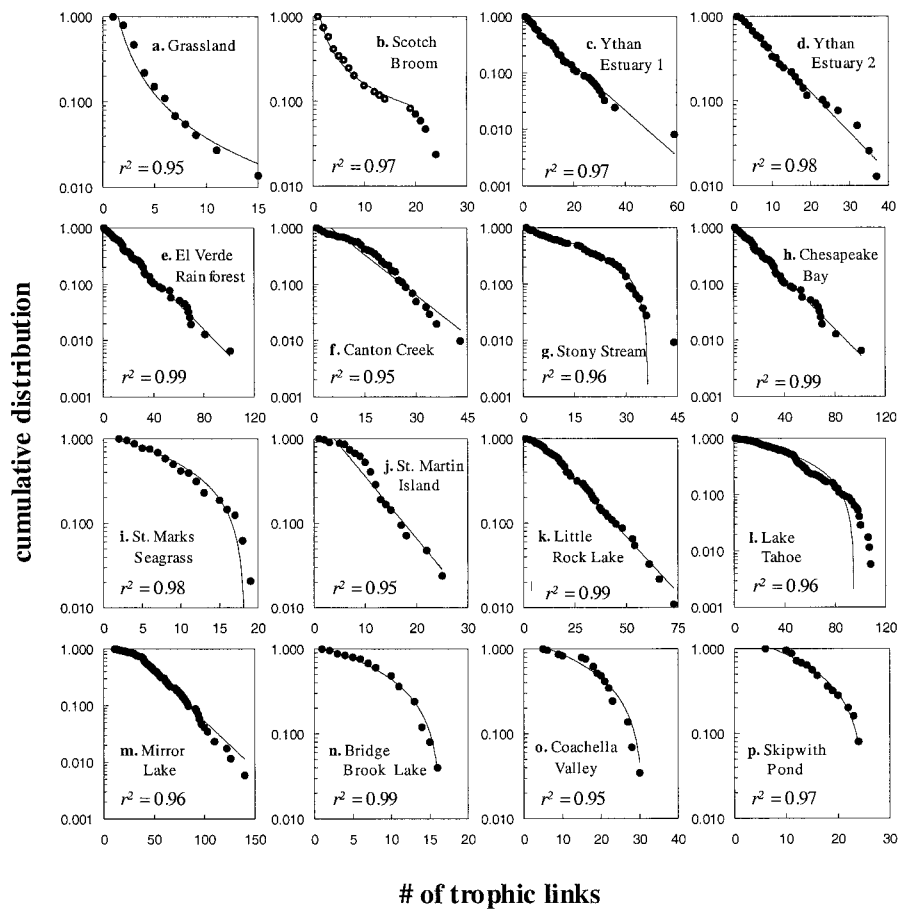 1.000
0.100
0.010
a. Grassland
r² = 0.95
0 5 10 15
1.000
0.100
0.010
b. Scotch
Broom
r² = 0.97
0 10 20 30
1.000
0.100
0.010
0.001
c. Ythan
Estuary 1
r² = 0.97
0 20 40 60
1.000
0.100
0.010
d. Ythan
Estuary 2
r² = 0.98
0 10 20 30 40
1.000
0.100
0.010
0.001
e. El Verde
Rain forest
r² = 0.99
0 40 80 120
1.000
0.100
0.010
0.001
f. Canton Creek
r² = 0.95
0 15 30 45
1.000
0.100
0.010
0.001
g. Stony Stream
r² = 0.96
0 15 30 45
1.000
0.100
0.010
0.001
h. Chesapeake
Bay
r² = 0.99
0 40 80 120
1.000
0.100
0.010
i. St. Marks
Seagrass
r² = 0.98
0 5 10 15 20
1.000
0.100
0.010
j. St. Martin
Island
r² = 0.95
0 10 20 30
1.000
0.100
0.010
k. Little
Rock Lake
r² = 0.99
0 25 50 75
1.000
0.100
0.010
0.001
l. Lake
Tahoe
r² = 0.96
0 40 80 120
1.000
0.100
0.010
0.001
m. Mirror
Lake
r² = 0.96
0 50 100 150
1.000
0.100
0.010
n. Bridge
Brook Lake
r² = 0.99
0 5 10 15 20
1.000
0.100
0.010
o. Coachella
Valley
r² = 0.95
0 10 20 30 40
1.000
0.100
0.010
p. Skipwith
Pond
r² = 0.97
0 10 20 30
cumulative distribution
# of trophic links